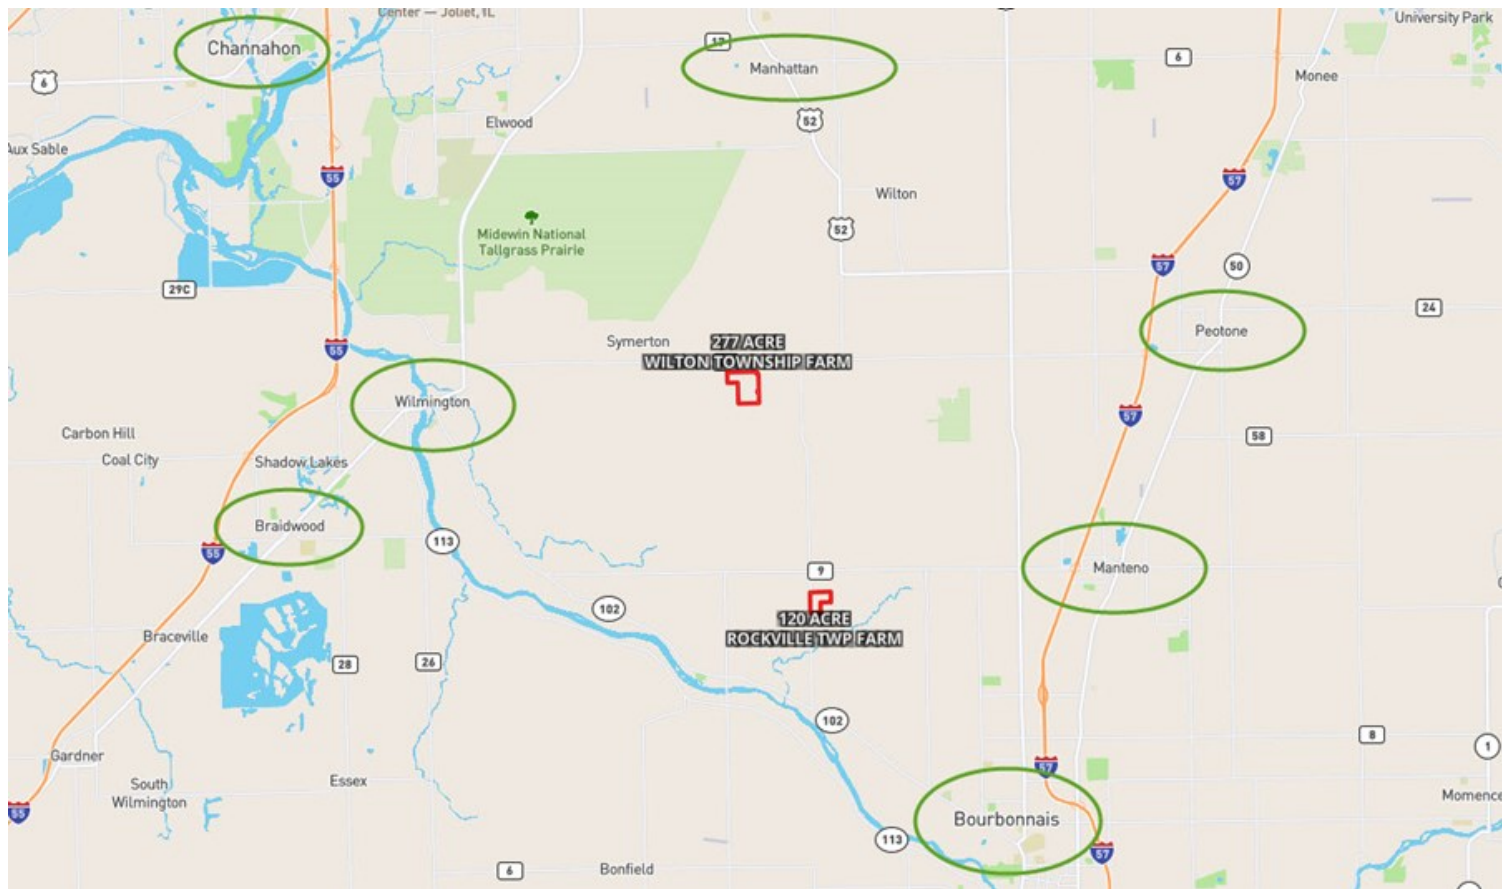 Center — Joliet, IL
University Park
Channahon
17
Manhattan
6
6
Monee
52
Elwood
Aux Sable
55
57
Wilton
Midewin National
Tallgrass Prairie
52
57
50
29C
24
Peotone
55
Symerton
277 ACRE
WILTON TOWNSHIP FARM
Wilmington
57
Carbon Hill
58
Coal City
Shadow Lakes
Braidwood
113
55
9
Manteno
102
120 ACRE
ROCKVILLE TWP FARM
Braceville
28
26
102
8
1
Gardner
57
South
Wilmington
Essex
Momence
55
Bourbonnais
113
57
6
Bonfield